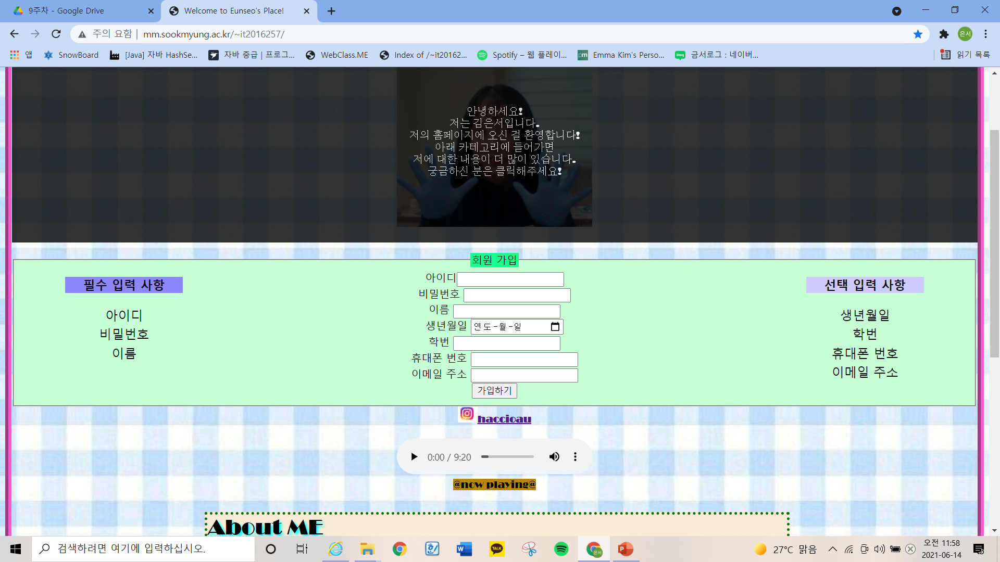 9주차 - Google Drive
Welcome to Eunseo's Place!
주의 요함 | mm.sookmyung.ac.kr/~it2016257/
은서
앱
SnowBoard
[Java] 자바 HashSe...
자바 중급 | 프로그...
WebClass.ME
Index of /~it20162...
Spotify – 웹 플레이...
pm
Emma Kim's Perso...
blog
금서로그 : 네이버...
읽기 목록
안녕하세요!
저는 김은서입니다.
저의 홈페이지에 오신 걸 환영합니다!
아래 카테고리에 들어가면
저에 대한 내용이 더 많이 있습니다.
궁금하신 분은 클릭해주세요!
회원 가입
필수 입력 사항
아이디
비밀번호
이름
아이디
비밀번호
이름
생년월일 연도-월-일
학번
휴대폰 번호
이메일 주소
가입하기
선택 입력 사항
생년월일
학번
휴대폰 번호
이메일 주소
haccioau
0:00 / 9:20
@now playing@
About ME
검색하려면 여기에 입력하십시오.
W
TALK
은서
P
27°C 맑음
오전 11:58
2021-06-14